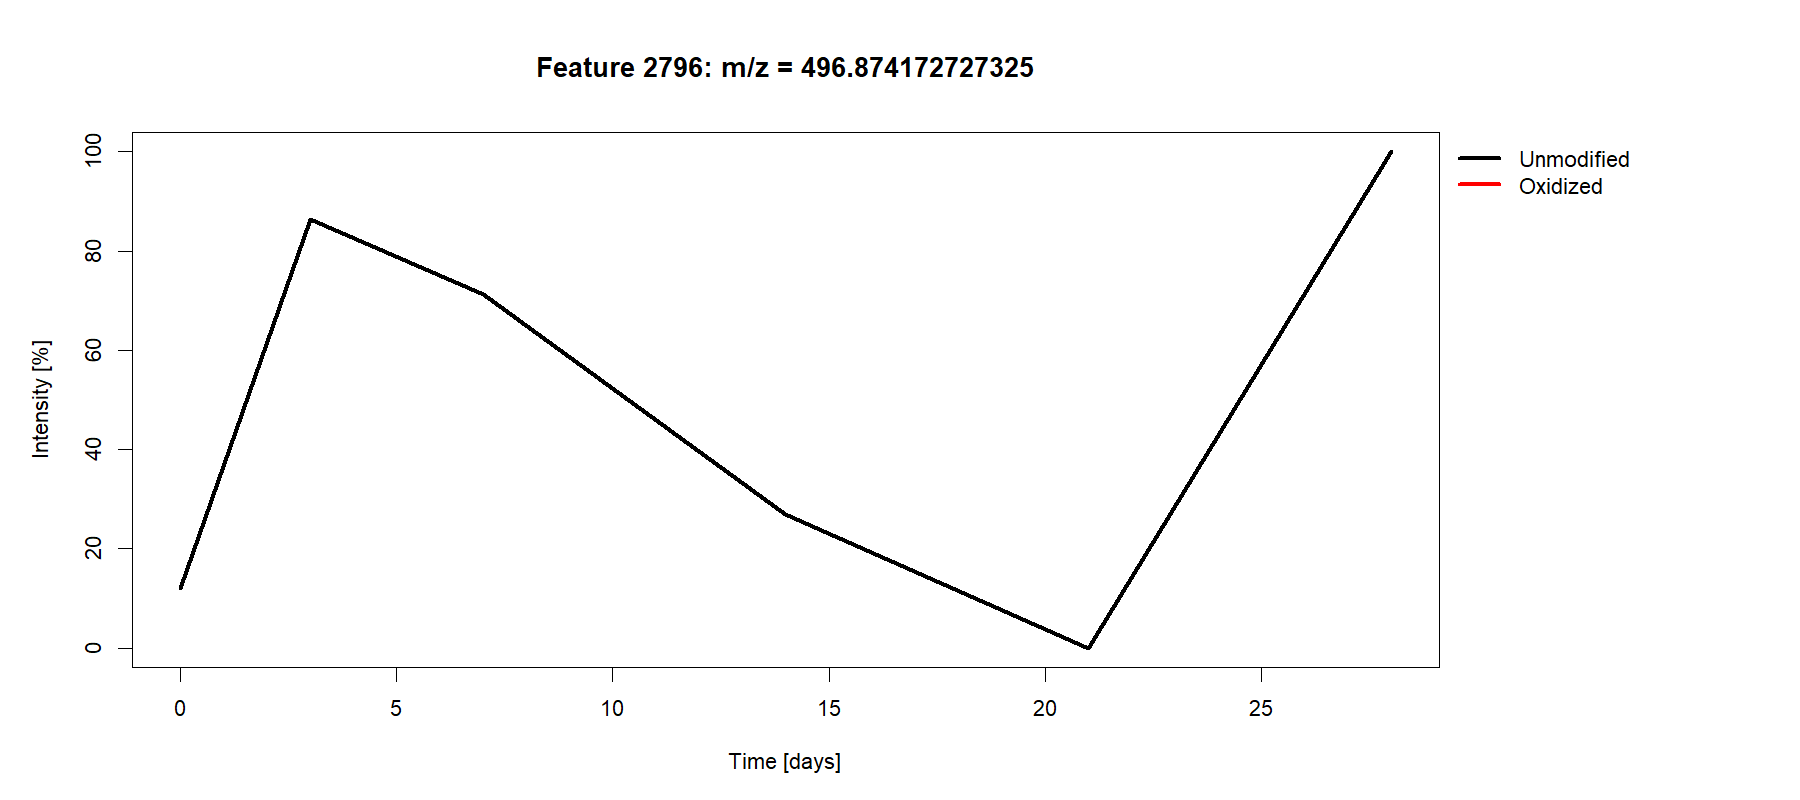 Feature 2796: m/z = 496.874172727325
Unmodified
Oxidized
Intensity [%]
100
80
60
40
20
0
0 5 10 15 20 25
Time [days]